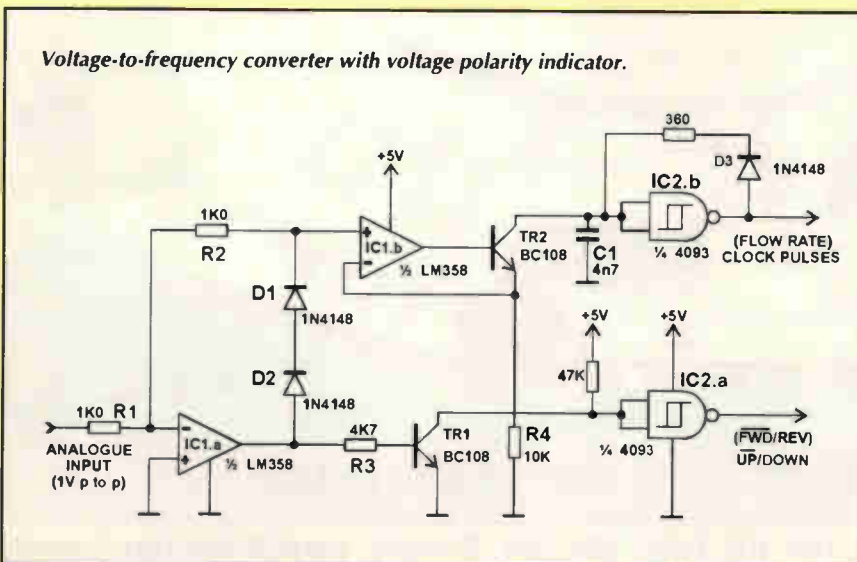 Voltage-to-frequency converter with voltage polarity indicator.
360
+5V
D3
1N4148
IC2.b
1K0
R2
+
IC1.b
-
½ LM358
TR2
BC108
C1
4n7
¼ 4093
(FLOW RATE)
CLOCK PULSES
D1
1N4148
+5V
+5V
D2
1N4148
47K
IC2.a
1K0
R1
-
IC1.a
+
½ LM358
4K7
R3
TR1
BC108
R4
10K
¼ 4093
(FWD/REV)
UP/DOWN
ANALOGUE
INPUT
(1V p to p)